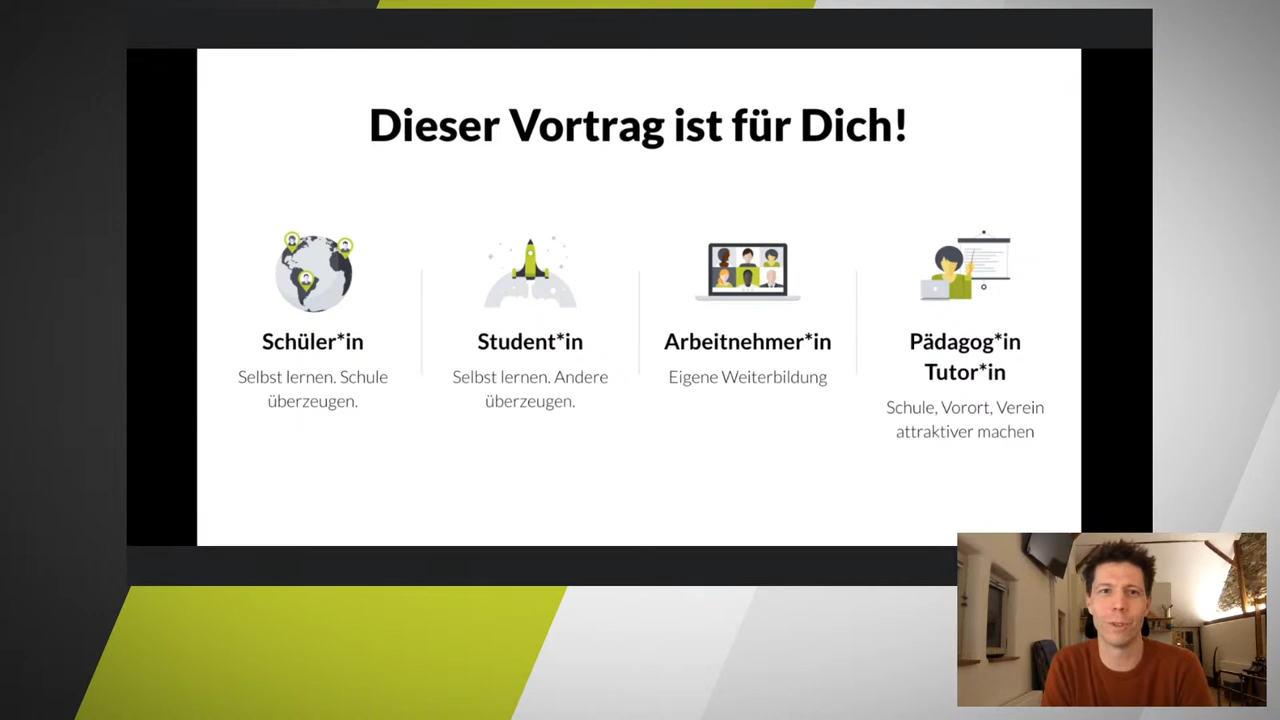 Dieser Vortrag ist für Dich!
Schüler*in
Selbst lernen. Schule
überzeugen.
Student*in
Selbst lernen. Andere
überzeugen.
Arbeitnehmer*in
Eigene Weiterbildung
Pädagog*in
Tutor*in
Schule, Vorort, Verein
attraktiver machen